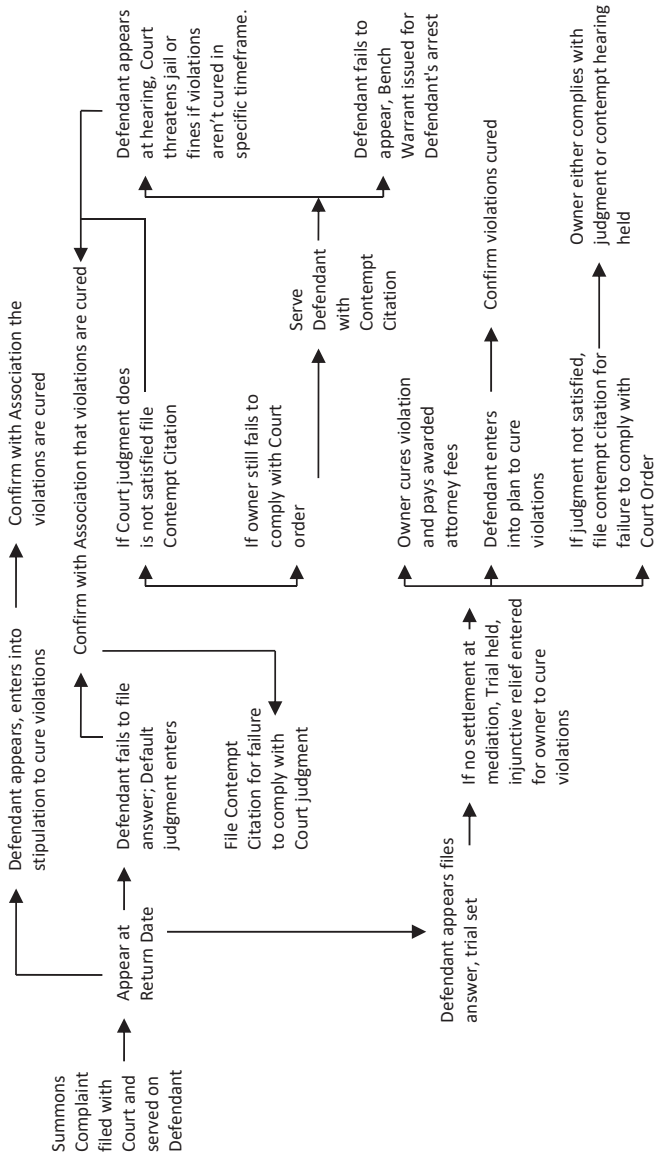 Summons
Complaint
filed with
Court and
served on
Defendant
Appear at
Return Date
Defendant appears, enters into
stipulation to cure violations
Confirm with Association the
violations are cured
Defendant fails to file
answer; Default
judgment enters
Confirm with Association that violations are cured
File Contempt
Citation for failure
to comply with
Court judgment
If Court judgment does
is not satisfied file
Contempt Citation
If owner still fails to
comply with Court
order
Serve
Defendant
with
Contempt
Citation
Defendant appears
at hearing, Court
threatens jail or
fines if violations
aren't cured in
specific timeframe.
Defendant fails to
appear, Bench
Warrant issued for
Defendant's arrest
Defendant appears files
answer, trial set
If no settlement at
mediation, Trial held,
injunctive relief entered
for owner to cure
violations
Owner cures violation
and pays awarded
attorney fees
Defendant enters
into plan to cure
violations
Confirm violations cured
If judgment not satisfied,
file contempt citation for
failure to comply with
Court Order
Owner either complies with
judgment or contempt hearing
held